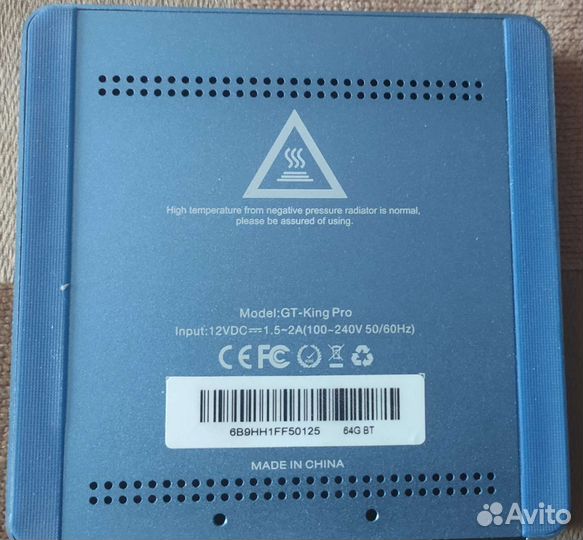 High temperature from negative pressure radiator is normal,
please be assured of using.
Model:GT-King Pro
Input:12VDC⎓1.5~2A(100~240V 50/60Hz)
CE FC
6B9HH1FF50125 64G BT
MADE IN CHINA
Avito